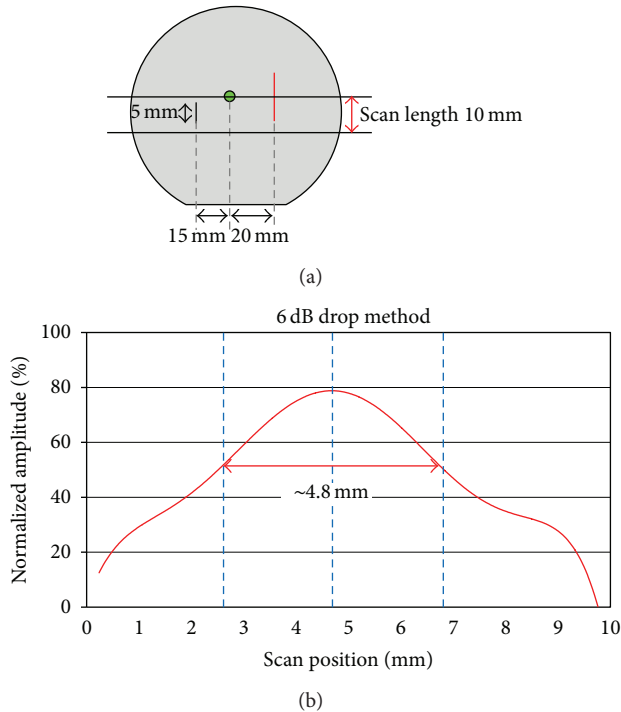 5 mm
Scan length 10 mm
15 mm 20 mm
(a)
6 dB drop method
100
80
60
40
20
0
Normalized amplitude (%)
~4.8 mm
0 1 2 3 4 5 6 7 8 9 10
Scan position (mm)
(b)